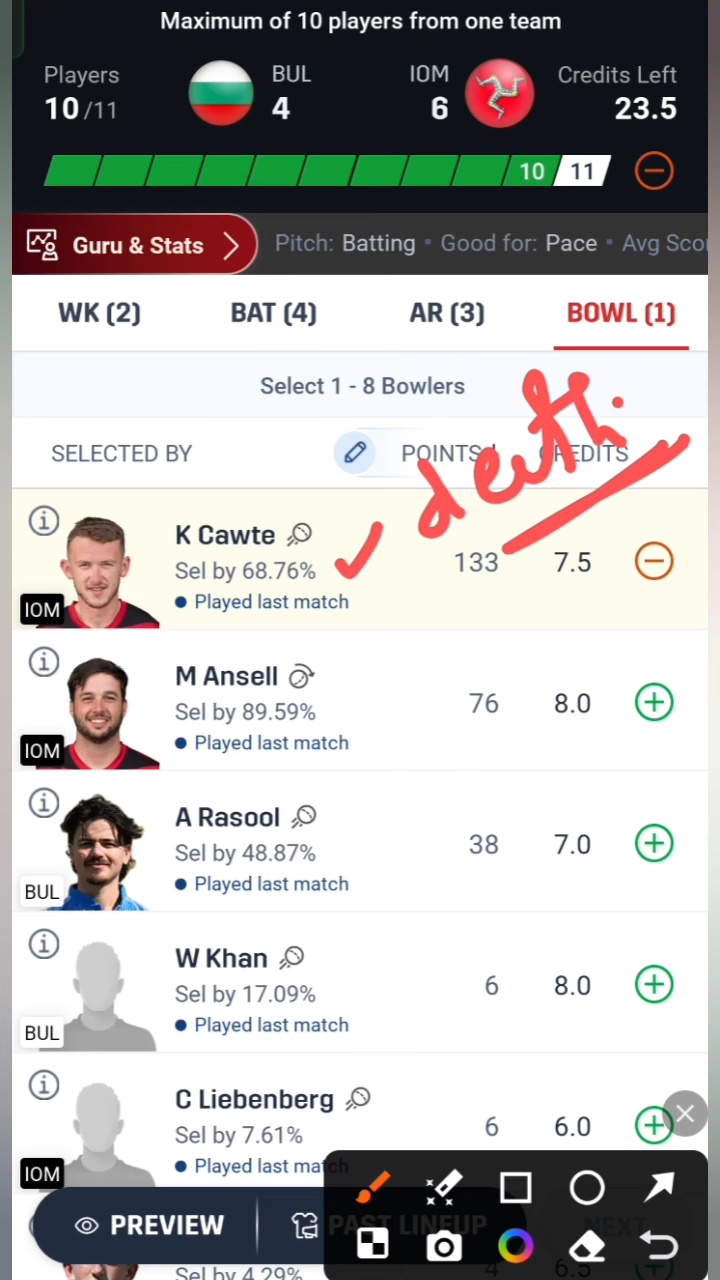 Maximum of 10 players from one team
Players BUL IOM Credits Left
10/11 4 6 23.5
10 11
Guru & Stats Pitch: Batting • Good for: Pace • Avg Scor
WK (2) BAT (4) AR (3) BOWL (1)
Select 1 - 8 Bowlers
death.
SELECTED BY POINTS CREDITS
K Cawte
Sel by 68.76% 133 7.5
IOM Played last match
M Ansell
Sel by 89.59% 76 8.0
IOM Played last match
A Rasool
Sel by 48.87% 38 7.0
BUL Played last match
W Khan
Sel by 17.09% 6 8.0
BUL Played last match
C Liebenberg
Sel by 7.61% 6 6.0
IOM Played last match
PREVIEW PAST LINEUP NEXT
Sel by 4.29% 4 6.5